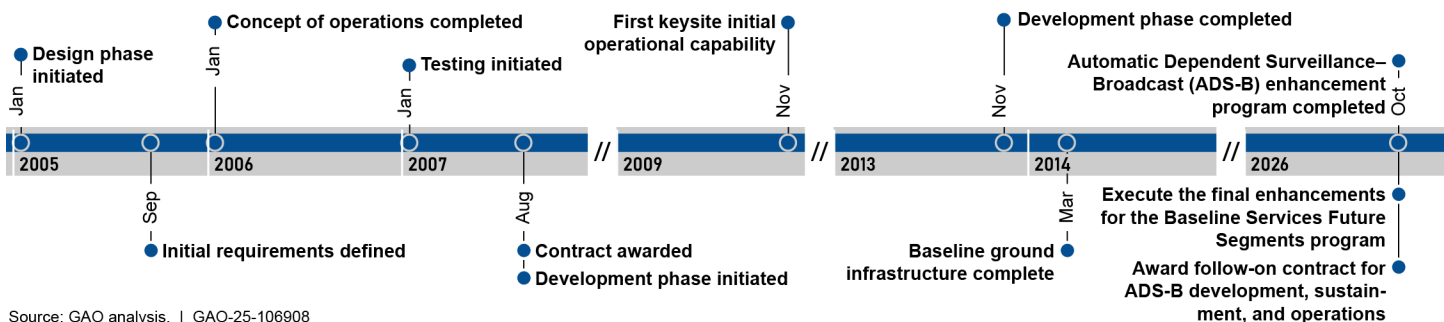 Design phase
initiated
Jan
Concept of operations completed
Jan
Testing initiated
Jan
First keysite initial
operational capability
Nov
Development phase completed
Nov
Automatic Dependent Surveillance–
Broadcast (ADS-B) enhancement
program completed
Oct
2005
2006
2007
//
2009
//
2013
2014
//
2026
Sep
Initial requirements defined
Aug
Contract awarded
Development phase initiated
Mar
Baseline ground
infrastructure complete
Execute the final enhancements
for the Baseline Services Future
Segments program
Award follow-on contract for
ADS-B development, sustain-
ment, and operations
Source: GAO analysis. | GAO-25-106908